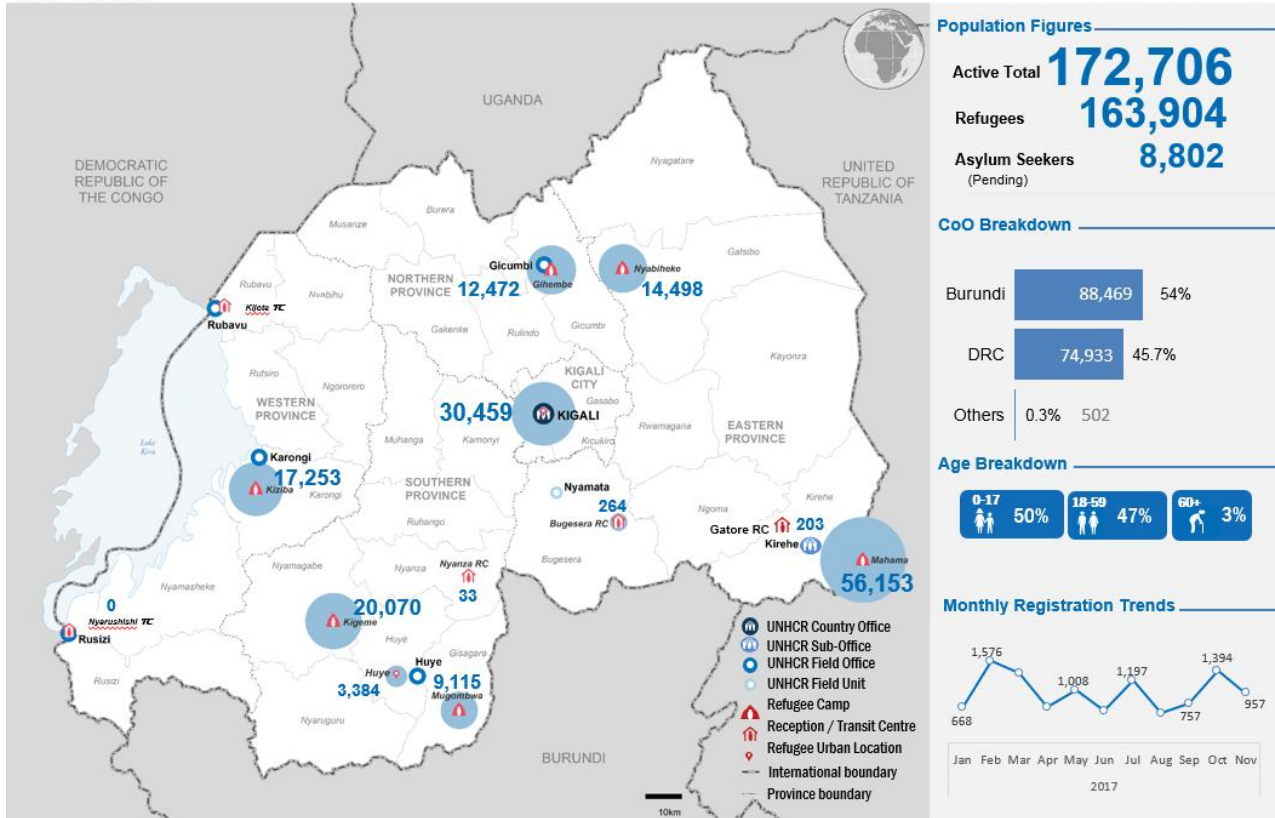 UGANDA
DEMOCRATIC
REPUBLIC OF
THE CONGO
UNITED
REPUBLIC OF
TANZANIA
Nyagatare
Burera
Musanze
Gatsibo
Gicumbi
12,472
Gihembe
Nyabiheke
14,498
NORTHERN
PROVINCE
Rubavu
Nvabihu
Kijote TC
Rubavu
Gakenke
Rulindo
Gicumbi
Kayonza
Rutsiro
Ngororero
WESTERN
PROVINCE
KIGALI
CITY
Gasabo
30,459
KIGALI
Kicukiro
Rwamagana
EASTERN
PROVINCE
Muhanga
Kamonyi
Lake
Kivu
Karongi
17,253
Kiziba
Karongi
SOUTHERN
PROVINCE
Ruhango
Nyamata
264
Bugesera RC
Bugesera
Ngoma
Kirehe
Gatore RC
203
Kirehe
Mahama
56,153
Nyamasheke
Nyamagabe
Nyanza
Nyanza RC
33
0
Nyarushishi TC
Rusizi
Rusizi
20,070
Kigeme
Huye
Gisagara
Huye
3,384
Huye
9,115
Mugombwa
Nyaruguru
BURUNDI
UNHCR Country Office
UNHCR Sub-Office
UNHCR Field Office
UNHCR Field Unit
Refugee Camp
Reception / Transit Centre
Refugee Urban Location
International boundary
Province boundary
10km
Population Figures
Active Total 172,706
Refugees 163,904
Asylum Seekers 8,802
(Pending)
CoO Breakdown
Burundi 88,469 54%
DRC 74,933 45.7%
Others 0.3% 502
Age Breakdown
0-17 50%
18-59 47%
60+ 3%
Monthly Registration Trends
1,576
668
1,008
1,197
757
1,394
957
Jan Feb Mar Apr May Jun Jul Aug Sep Oct Nov
2017